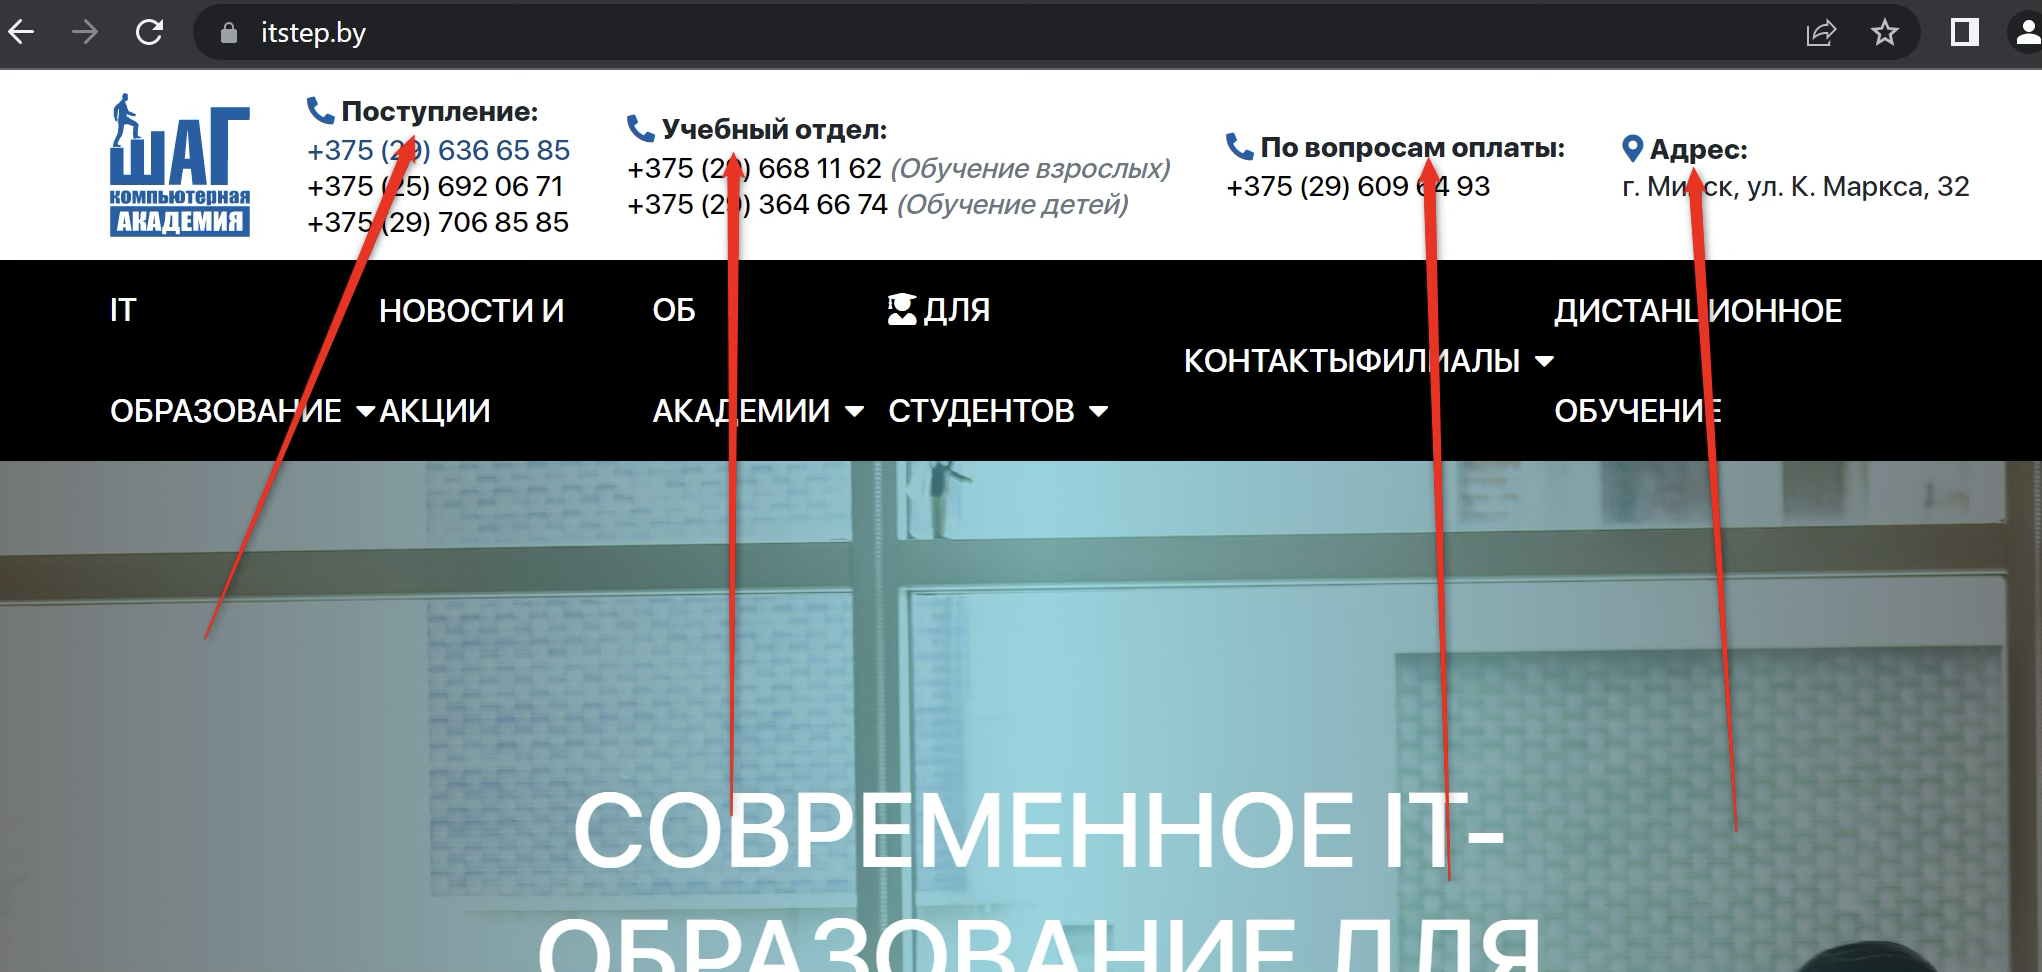 itstep.by
ШАГ
КОМПЬЮТЕРНАЯ
АКАДЕМИЯ
Поступление:
+375 (29) 636 65 85
+375 (25) 692 06 71
+375 (29) 706 85 85
Учебный отдел:
+375 (29) 668 11 62 (Обучение взрослых)
+375 (29) 364 66 74 (Обучение детей)
По вопросам оплаты:
+375 (29) 609 64 93
Адрес:
г. Минск, ул. К. Маркса, 32
IT
ОБРАЗОВАНИЕ
НОВОСТИ И
АКЦИИ
ОБ
АКАДЕМИИ
ДЛЯ
СТУДЕНТОВ
КОНТАКТЫ
ФИЛИАЛЫ
ДИСТАНЦИОННОЕ
ОБУЧЕНИЕ
СОВРЕМЕННОЕ IT-
ОБРАЗОВАНИЕ ДЛЯ